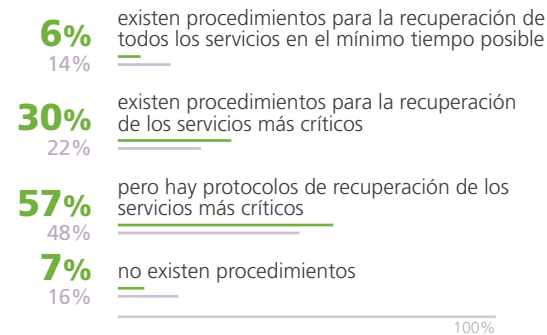 6%
14%
existen procedimientos para la recuperación de
todos los servicios en el mínimo tiempo posible
30%
22%
existen procedimientos para la recuperación
de los servicios más críticos
57%
48%
pero hay protocolos de recuperación de los
servicios más críticos
7%
16%
no existen procedimientos
100%